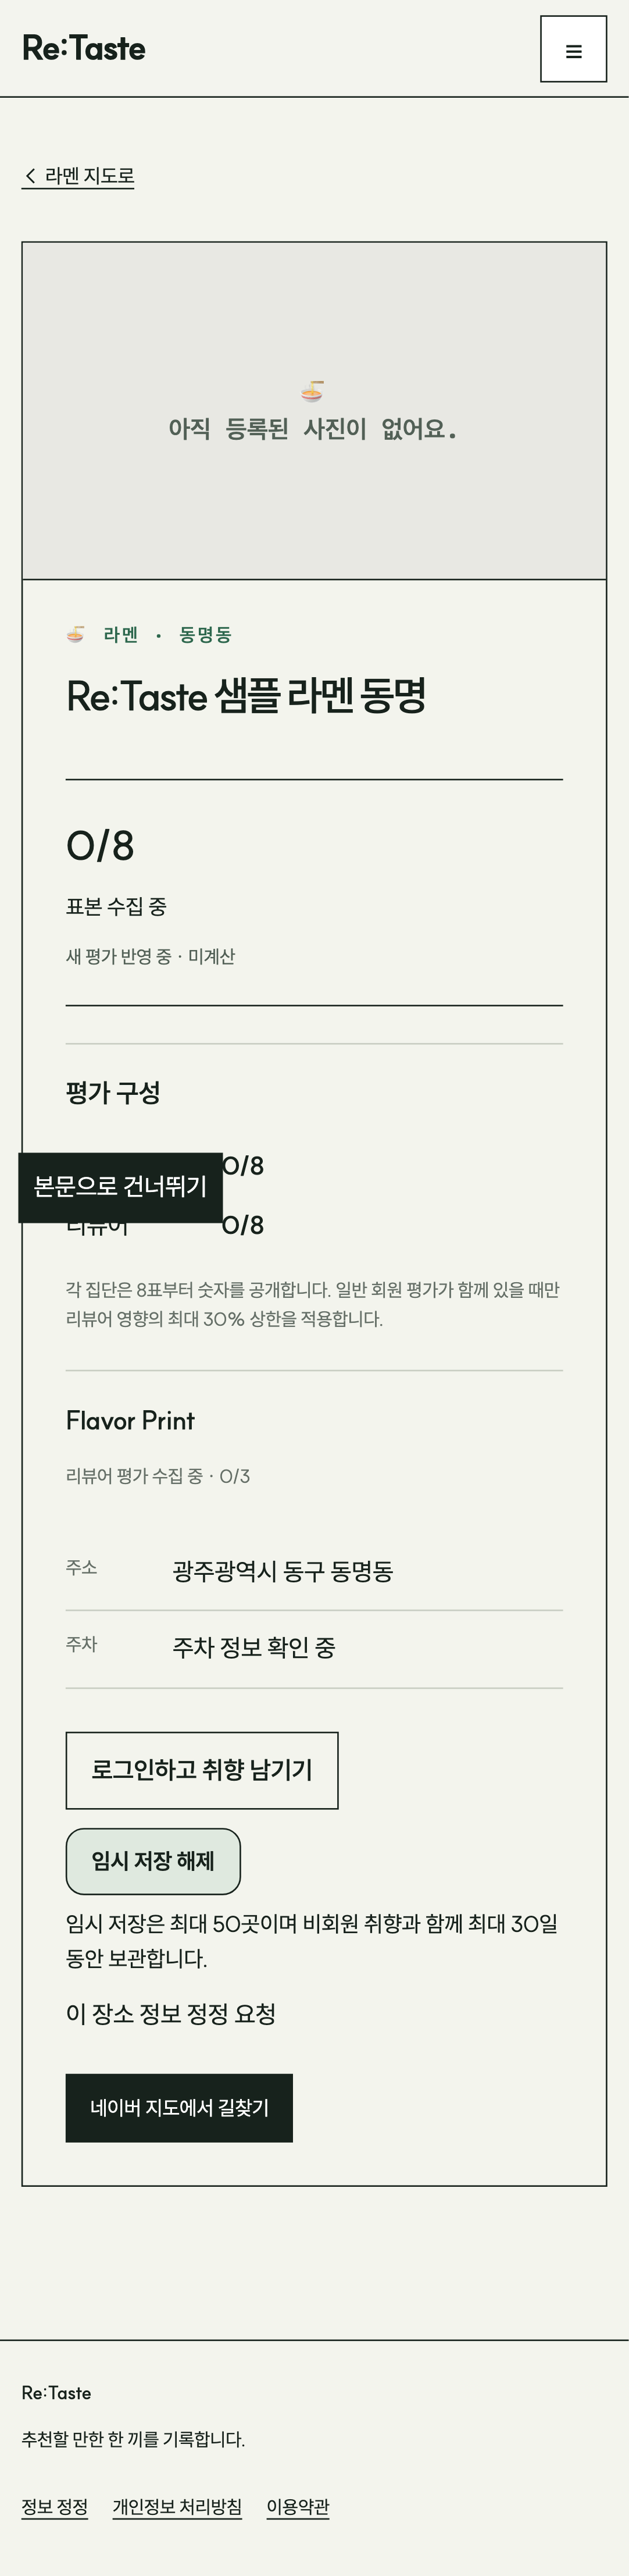 Re:Taste
≡
라멘 지도로
아직 등록된 사진이 없어요.
라멘 · 동명동
Re:Taste 샘플 라멘 동명
0/8
표본 수집 중
새 평가 반영 중 · 미계산
평가 구성
0/8
본문으로 건너뛰기
리뷰어 0/8
각 집단은 8표부터 숫자를 공개합니다. 일반 회원 평가가 함께 있을 때만
리뷰어 영향의 최대 30% 상한을 적용합니다.
Flavor Print
리뷰어 평가 수집 중 · 0/3
주소 광주광역시 동구 동명동
주차 주차 정보 확인 중
로그인하고 취향 남기기
임시 저장 해제
임시 저장은 최대 50곳이며 비회원 취향과 함께 최대 30일
동안 보관합니다.
이 장소 정보 정정 요청
네이버 지도에서 길찾기
Re:Taste
추천할 만한 한 끼를 기록합니다.
정보 정정 개인정보 처리방침 이용약관